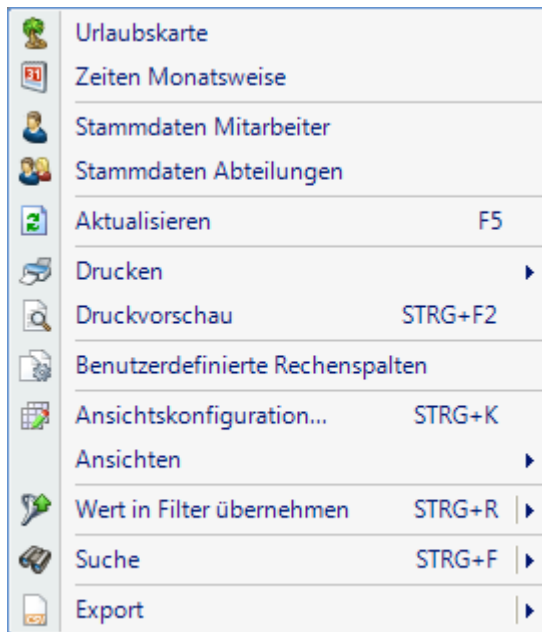 Urlaubskarte
Zeiten Monatsweise
Stammdaten Mitarbeiter
Stammdaten Abteilungen
Aktualisieren F5
Drucken
Druckvorschau STRG+F2
Benutzerdefinierte Rechenspalten
Ansichtskonfiguration... STRG+K
Ansichten
Wert in Filter übernehmen STRG+R
Suche STRG+F
Export